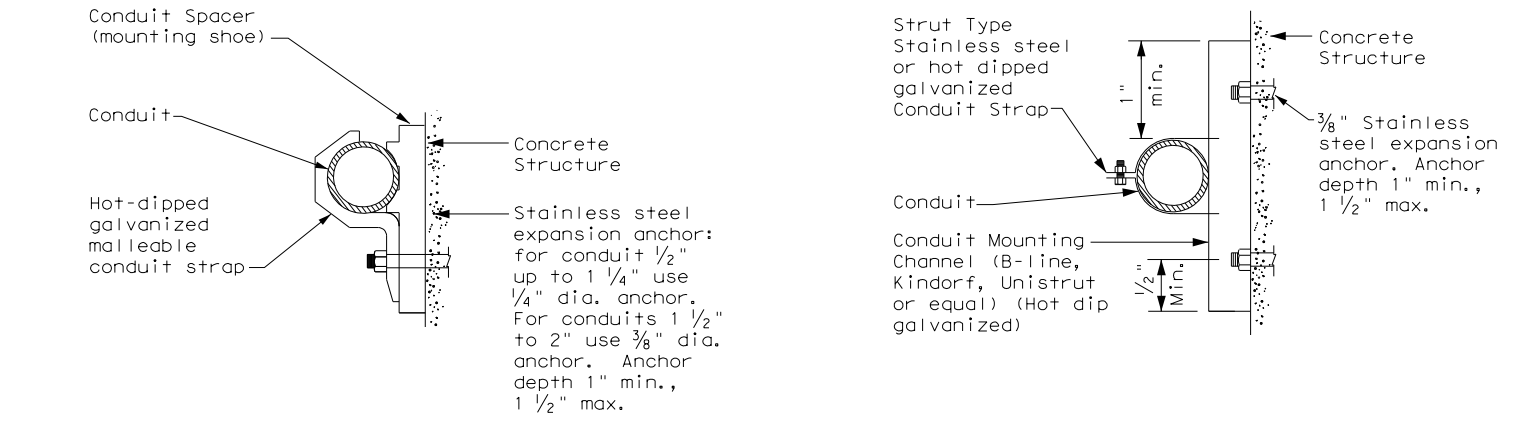 Conduit Spacer
(mounting shoe)
Conduit
Hot-dipped
galvanized
malleable
conduit strap
Concrete
Structure
Stainless steel
expansion anchor:
for conduit 1/2"
up to 1 1/4" use
1/4" dia. anchor.
For conduits 1 1/2"
to 2" use 3/8" dia.
anchor. Anchor
depth 1" min.,
1 1/2" max.
Strut Type
Stainless steel
or hot dipped
galvanized
Conduit Strap
Conduit
Conduit Mounting
Channel (B-line,
Kindorf, Unistrut
or equal) (Hot dip
galvanized)
1"
min.
1/2"
Min.
Concrete
Structure
3/8" Stainless
steel expansion
anchor. Anchor
depth 1" min.,
1 1/2" max.